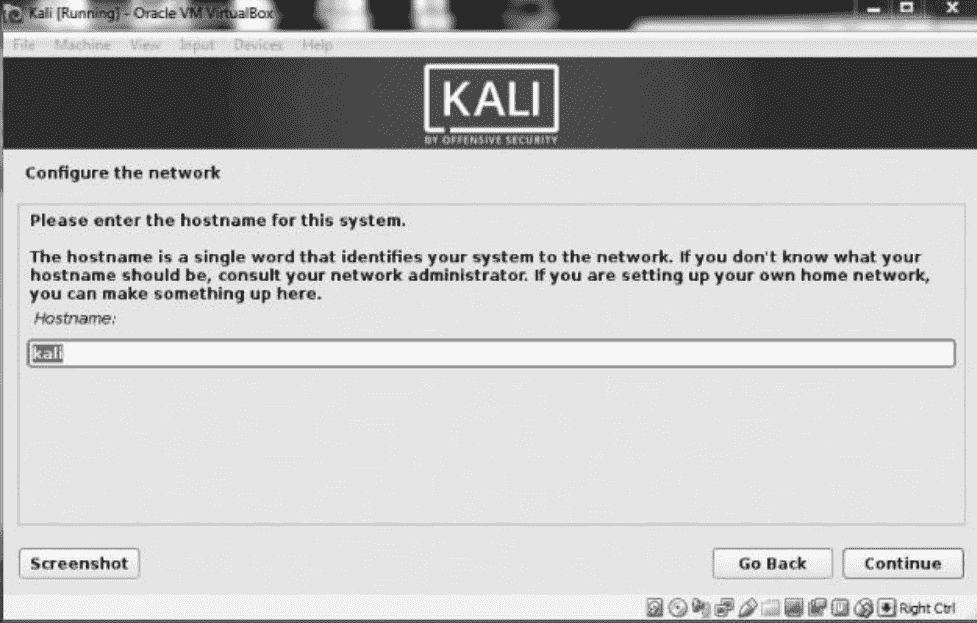 Kali [Running] - Oracle VM VirtualBox
File Machine View Input Devices Help
KALI
BY OFFENSIVE SECURITY
Configure the network
Please enter the hostname for this system.
The hostname is a single word that identifies your system to the network. If you don't know what your
hostname should be, consult your network administrator. If you are setting up your own home network,
you can make something up here.
Hostname:
kali
Screenshot
Go Back
Continue
Right Ctrl